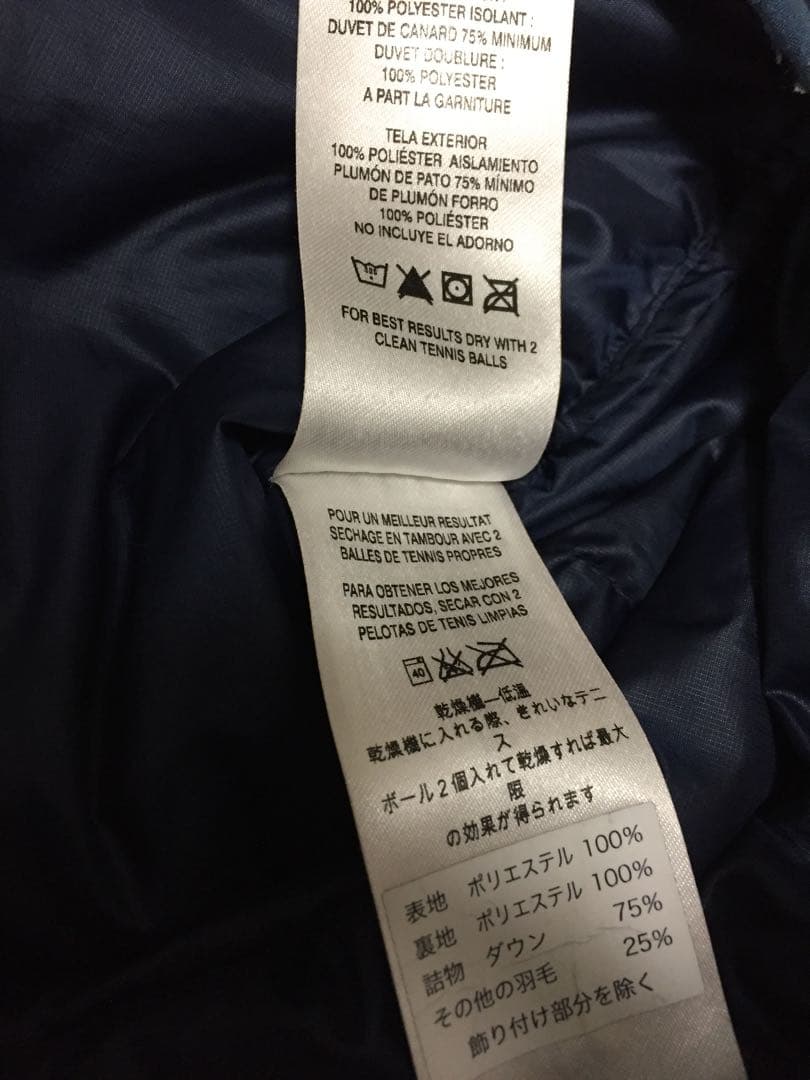 100% POLYESTER ISOLANT :
DUVET DE CANARD 75% MINIMUM
DUVET DOUBLURE :
100% POLYESTER
A PART LA GARNITURE
TELA EXTERIOR
100% POLIÉSTER AISLAMIENTO
PLUMÓN DE PATO 75% MÍNIMO
DE PLUMÓN FORRO
100% POLIÉSTER
NO INCLUYE EL ADORNO
FOR BEST RESULTS DRY WITH 2
CLEAN TENNIS BALLS
POUR UN MEILLEUR RESULTAT
SECHAGE EN TAMBOUR AVEC 2
BALLES DE TENNIS PROPRES
PARA OBTENER LOS MEJORES
RESULTADOS, SECAR CON 2
PELOTAS DE TENIS LIMPIAS
40
乾燥機―低温
乾燥機に入れる際、きれいなテニ
ス
ボール2個入れて乾燥すれば最大
限
の効果が得られます
表地 ポリエステル 100%
裏地 ポリエステル 100%
詰物 ダウン 75%
その他の羽毛 25%
飾り付け部分を除く